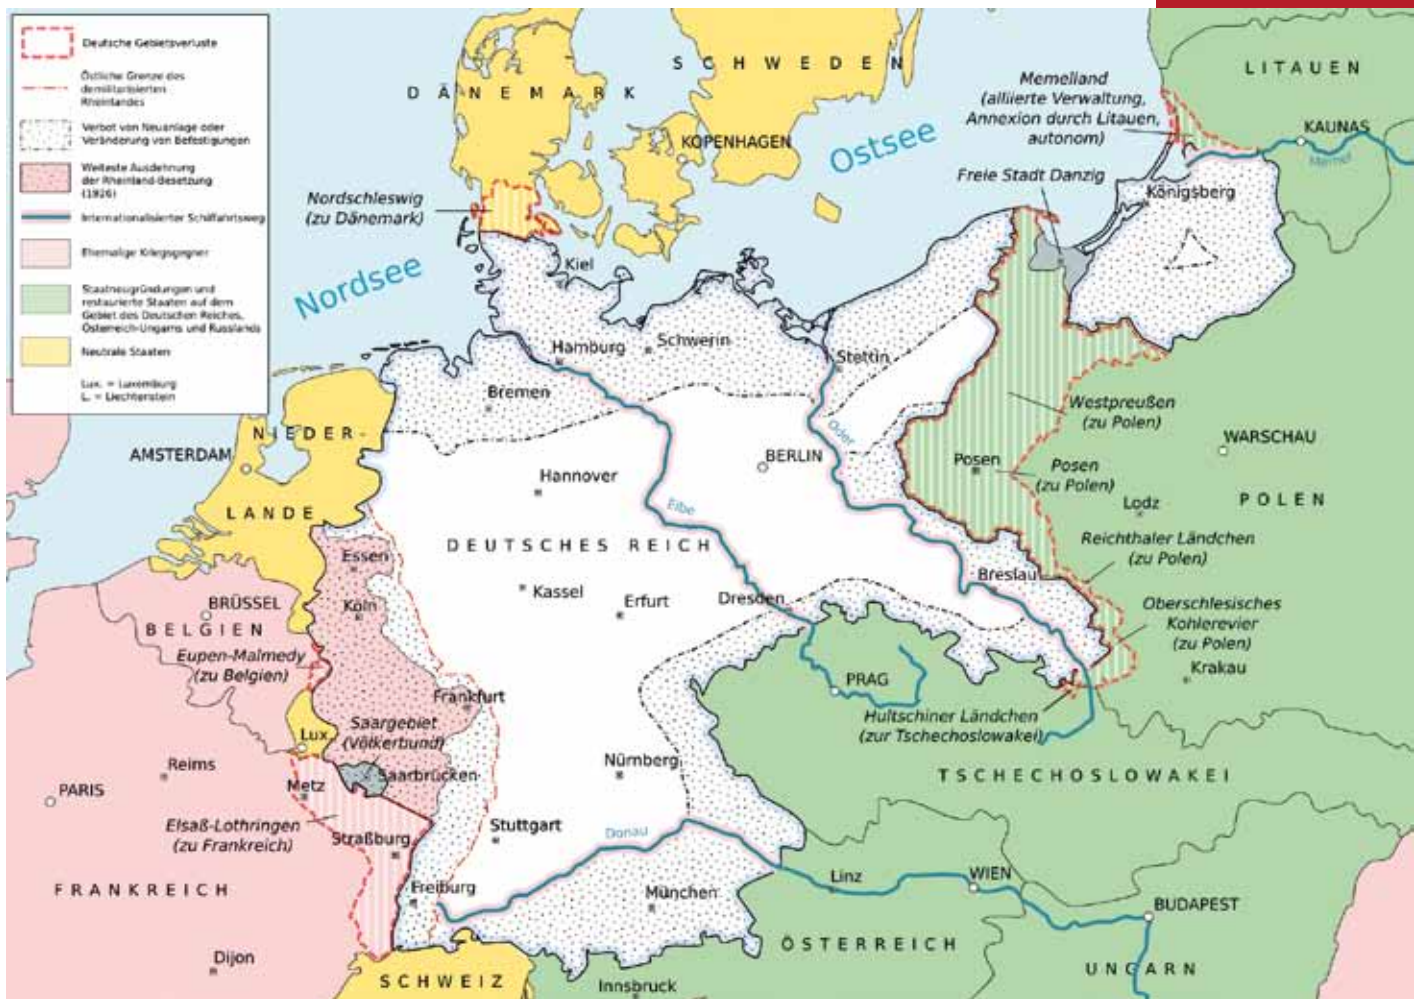 Deutsche Gebietsverluste
Östliche Grenze des
demilitarisierten
Rheinlandes
Verbot von Neuanlage oder
Veränderung von Befestigungen
Weiteste Ausdehnung
der Rheinland-Besetzung
(1926)
Internationalisierter Schiffahrtsweg
Ehemalige Kriegsgegner
Staatneugründungen und
restaurierte Staaten auf dem
Gebiet des Deutschen Reiches,
Österreich-Ungarns und Russlands
Neutrale Staaten
Lux. = Luxemburg
L. = Liechtenstein
SCHWEDEN
DÄNEMARK
KOPENHAGEN
Ostsee
Nordsee
LITAUEN
KAUNAS
Memel
Memelland
(alliierte Verwaltung,
Annexion durch Litauen,
autonom)
Freie Stadt Danzig
Königsberg
Nordschleswig
(zu Dänemark)
Kiel
Hamburg
Schwerin
Stettin
Bremen
NIEDER-
LANDE
AMSTERDAM
Hannover
BERLIN
Oder
Elbe
Posen
Westpreußen
(zu Polen)
Posen
(zu Polen)
WARSCHAU
POLEN
Lodz
Reichthaler Ländchen
(zu Polen)
DEUTSCHES REICH
Essen
Köln
Kassel
Erfurt
Dresden
Breslau
Oberschlesisches
Kohlerevier
(zu Polen)
Krakau
BRÜSSEL
BELGIEN
Eupen-Malmedy
(zu Belgien)
Frankfurt
Saargebiet
(Völkerbund)
Lux.
Saarbrücken
PRAG
Hultschiner Ländchen
(zur Tschechoslowakei)
TSCHECHOSLOWAKEI
Nürnberg
Reims
PARIS
Metz
Elsaß-Lothringen
(zu Frankreich)
Straßburg
Stuttgart
Donau
FRANKREICH
Freiburg
München
Linz
WIEN
BUDAPEST
Dijon
SCHWEIZ
ÖSTERREICH
Innsbruck
UNGARN